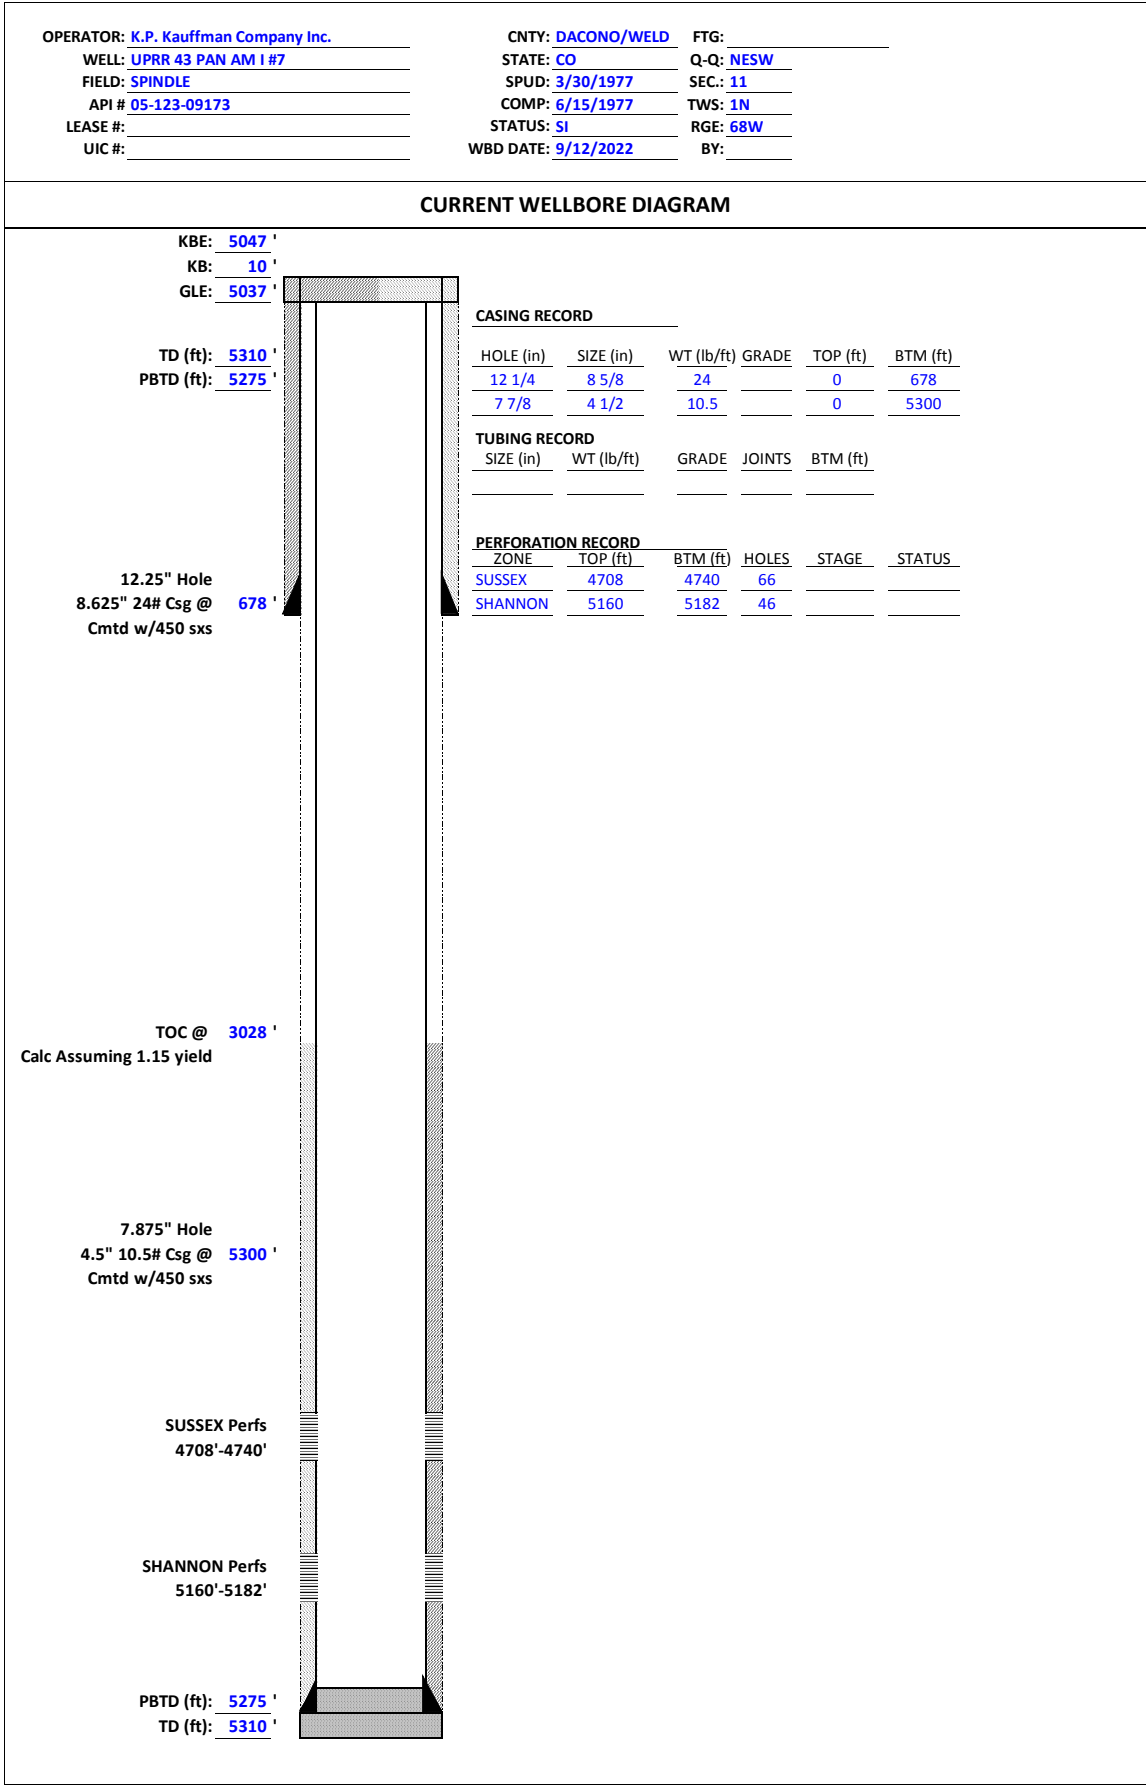 OPERATOR: K.P. Kauffman Company Inc. CNTY: DACONO/WELD FTG:
WELL: UPRR 43 PAN AM I #7 STATE: CO Q-Q: NESW
FIELD: SPINDLE SPUD: 3/30/1977 SEC.: 11
API # 05-123-09173 COMP: 6/15/1977 TWS: 1N
LEASE #: STATUS: SI RGE: 68W
UIC #: WBD DATE: 9/12/2022 BY:
CURRENT WELLBORE DIAGRAM
KBE: 5047 '
KB: 10 '
GLE: 5037 '
CASING RECORD
TD (ft): 5310 ' HOLE (in) SIZE (in) WT (lb/ft) GRADE TOP (ft) BTM (ft)
PBTD (ft): 5275 ' 12 1/4 8 5/8 24 0 678
7 7/8 4 1/2 10.5 0 5300
TUBING RECORD
SIZE (in) WT (lb/ft) GRADE JOINTS BTM (ft)
PERFORATION RECORD
ZONE TOP (ft) BTM (ft) HOLES STAGE STATUS
12.25" Hole SUSSEX 4708 4740 66
8.625" 24# Csg @ 678 ' SHANNON 5160 5182 46
Cmtd w/450 sxs
TOC @ 3028 '
Calc Assuming 1.15 yield
7.875" Hole
4.5" 10.5# Csg @ 5300 '
Cmtd w/450 sxs
SUSSEX Perfs
4708'-4740'
SHANNON Perfs
5160'-5182'
PBTD (ft): 5275 '
TD (ft): 5310 '